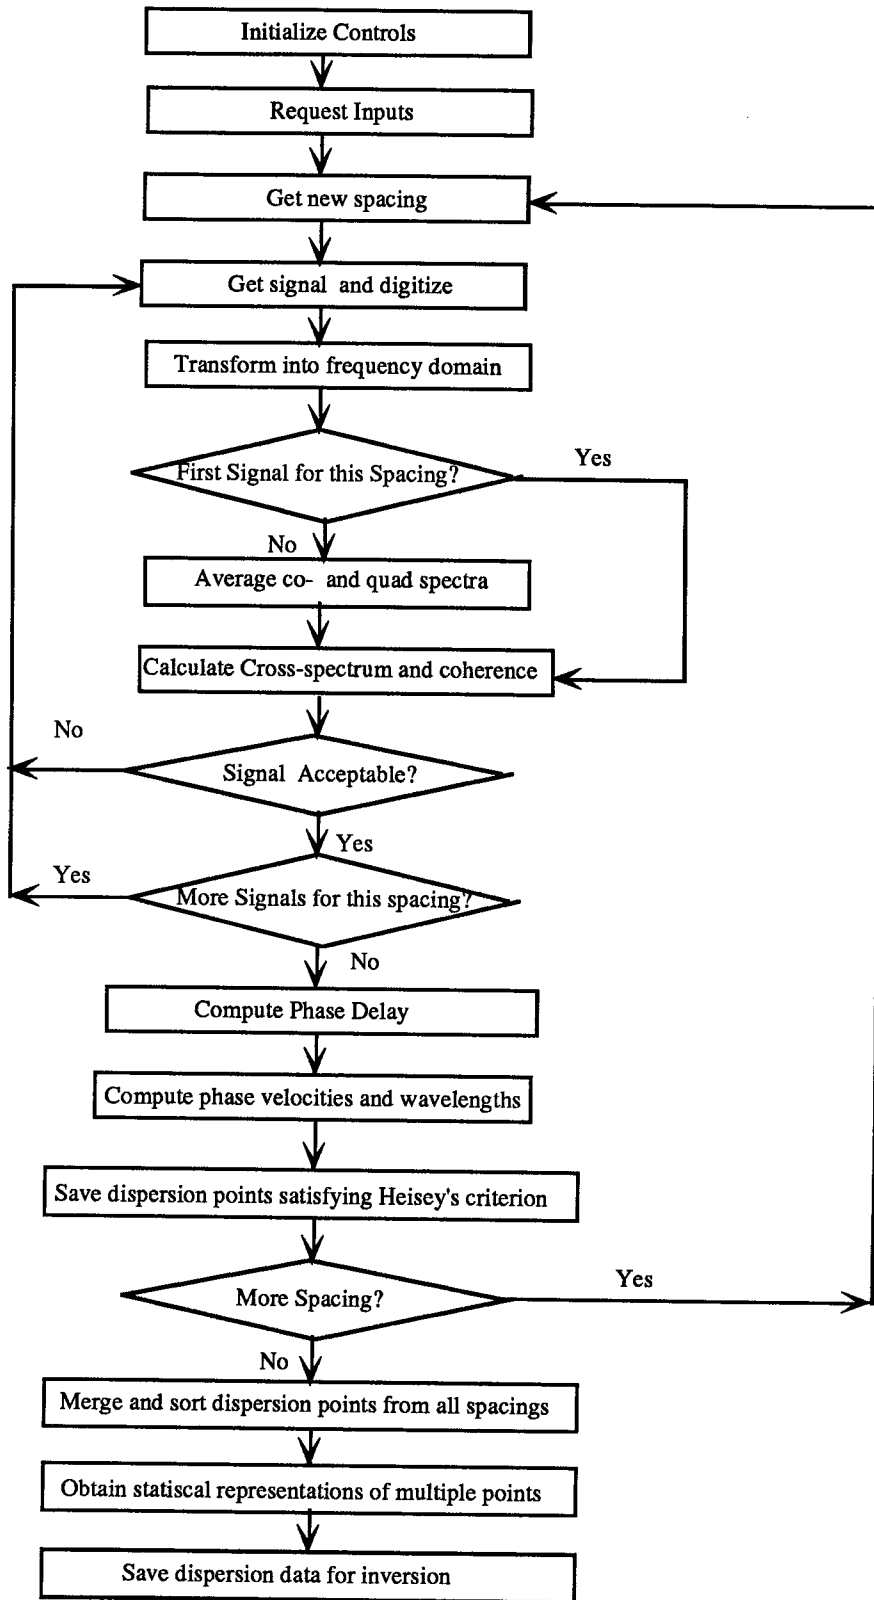 Initialize Controls
Request Inputs
Get new spacing
Get signal and digitize
Transform into frequency domain
First Signal for this Spacing?
Yes
No
Average co- and quad spectra
Calculate Cross-spectrum and coherence
No
Signal Acceptable?
Yes
Yes
More Signals for this spacing?
No
Compute Phase Delay
Compute phase velocities and wavelengths
Save dispersion points satisfying Heisey's criterion
More Spacing?
Yes
No
Merge and sort dispersion points from all spacings
Obtain statiscal representations of multiple points
Save dispersion data for inversion